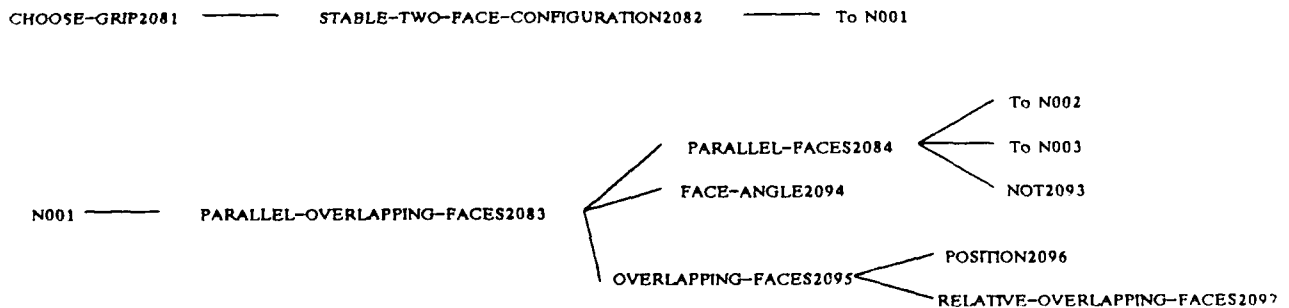 CHOOSE-GRIP2081 STABLE-TWO-FACE-CONFIGURATION2082 To N001
To N002
PARALLEL-FACES2084 To N003
FACE-ANGLE2094 NOT2093
N001 PARALLEL-OVERLAPPING-FACES2083
POSITION2096
OVERLAPPING-FACES2095
RELATIVE-OVERLAPPING-FACES2097